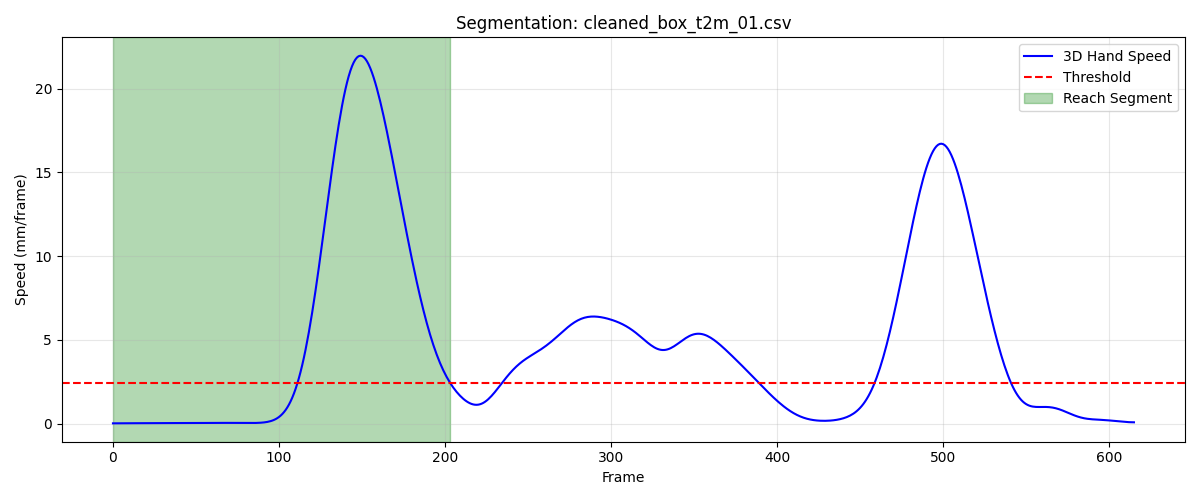 Segmentation: cleaned_box_t2m_01.csv
3D Hand Speed
Threshold
Reach Segment
Speed (mm/frame)
20
15
10
5
0
0 100 200 300 400 500 600
Frame